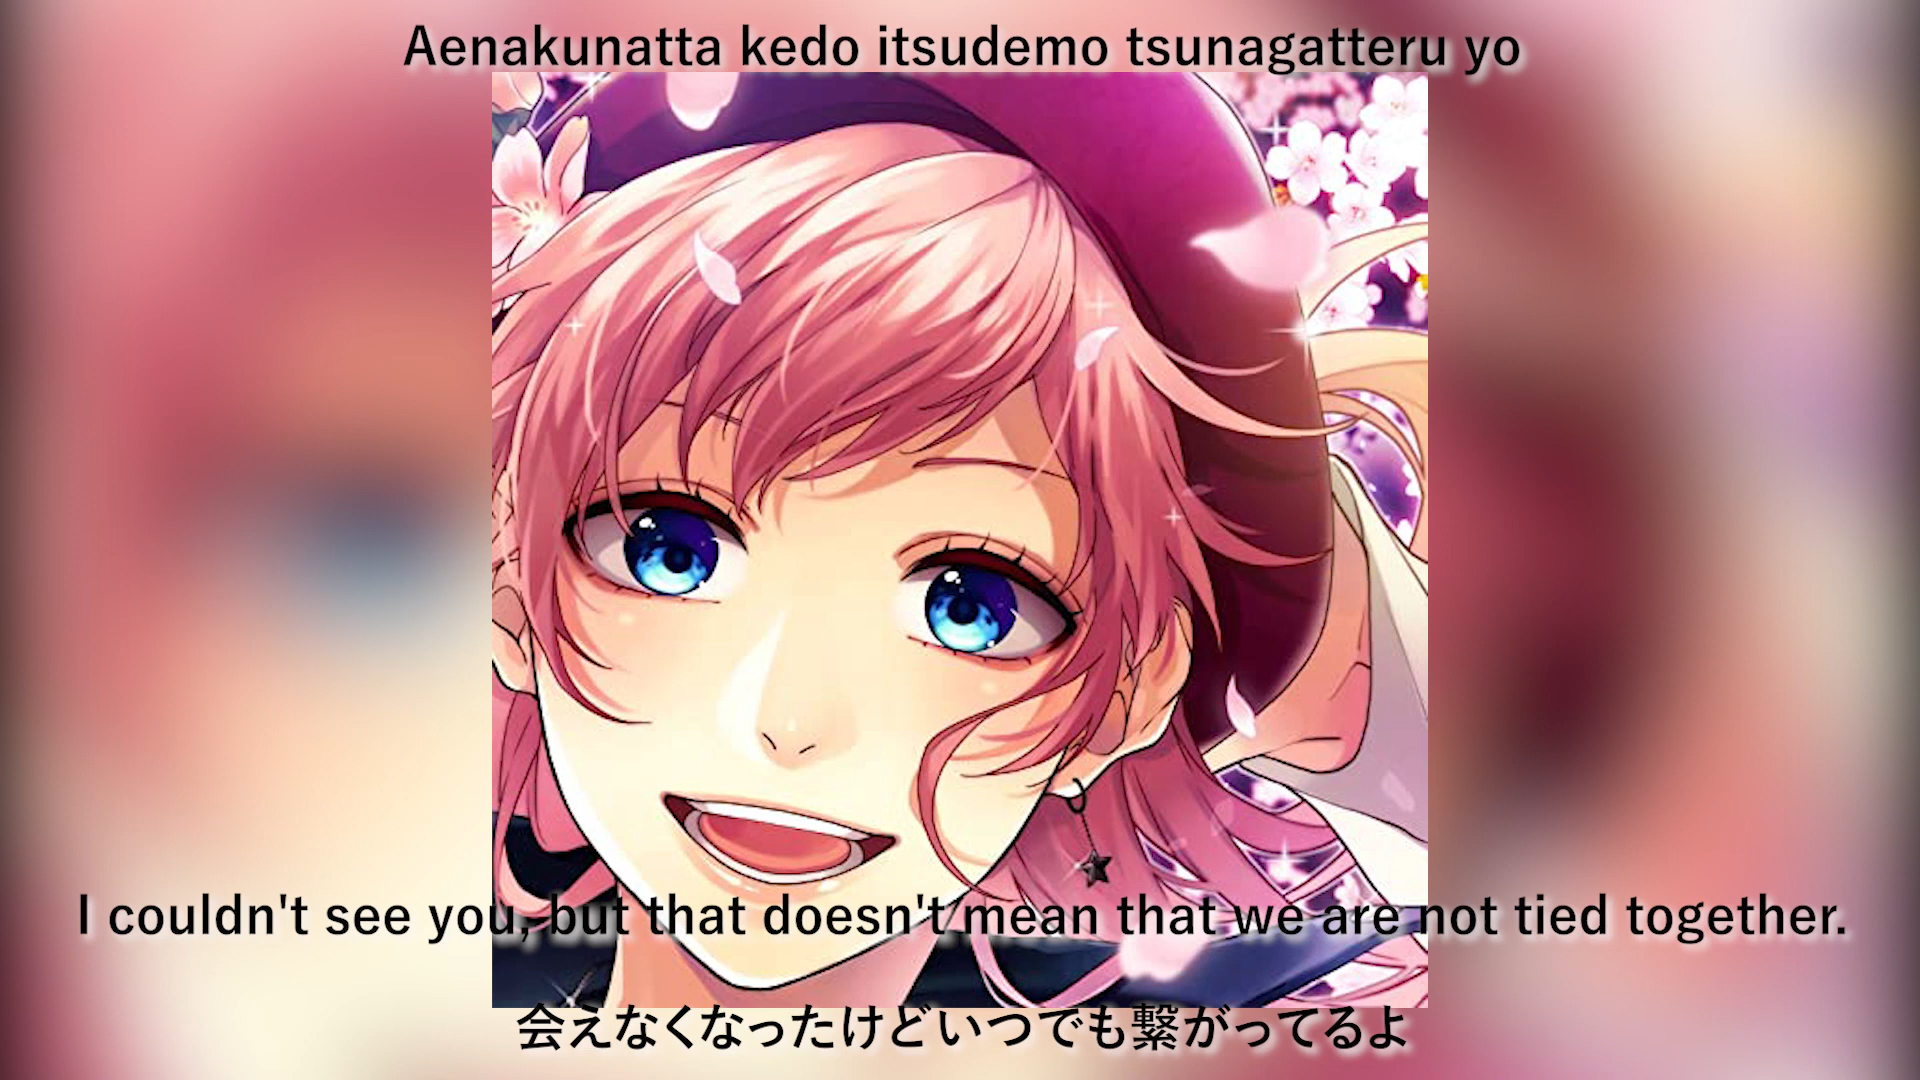 Aenakunatta kedo itsudemo tsunagatteru yo
I couldn't see you, but that doesn't mean that we are not tied together.
会えなくなったけどいつでも繋がってるよ